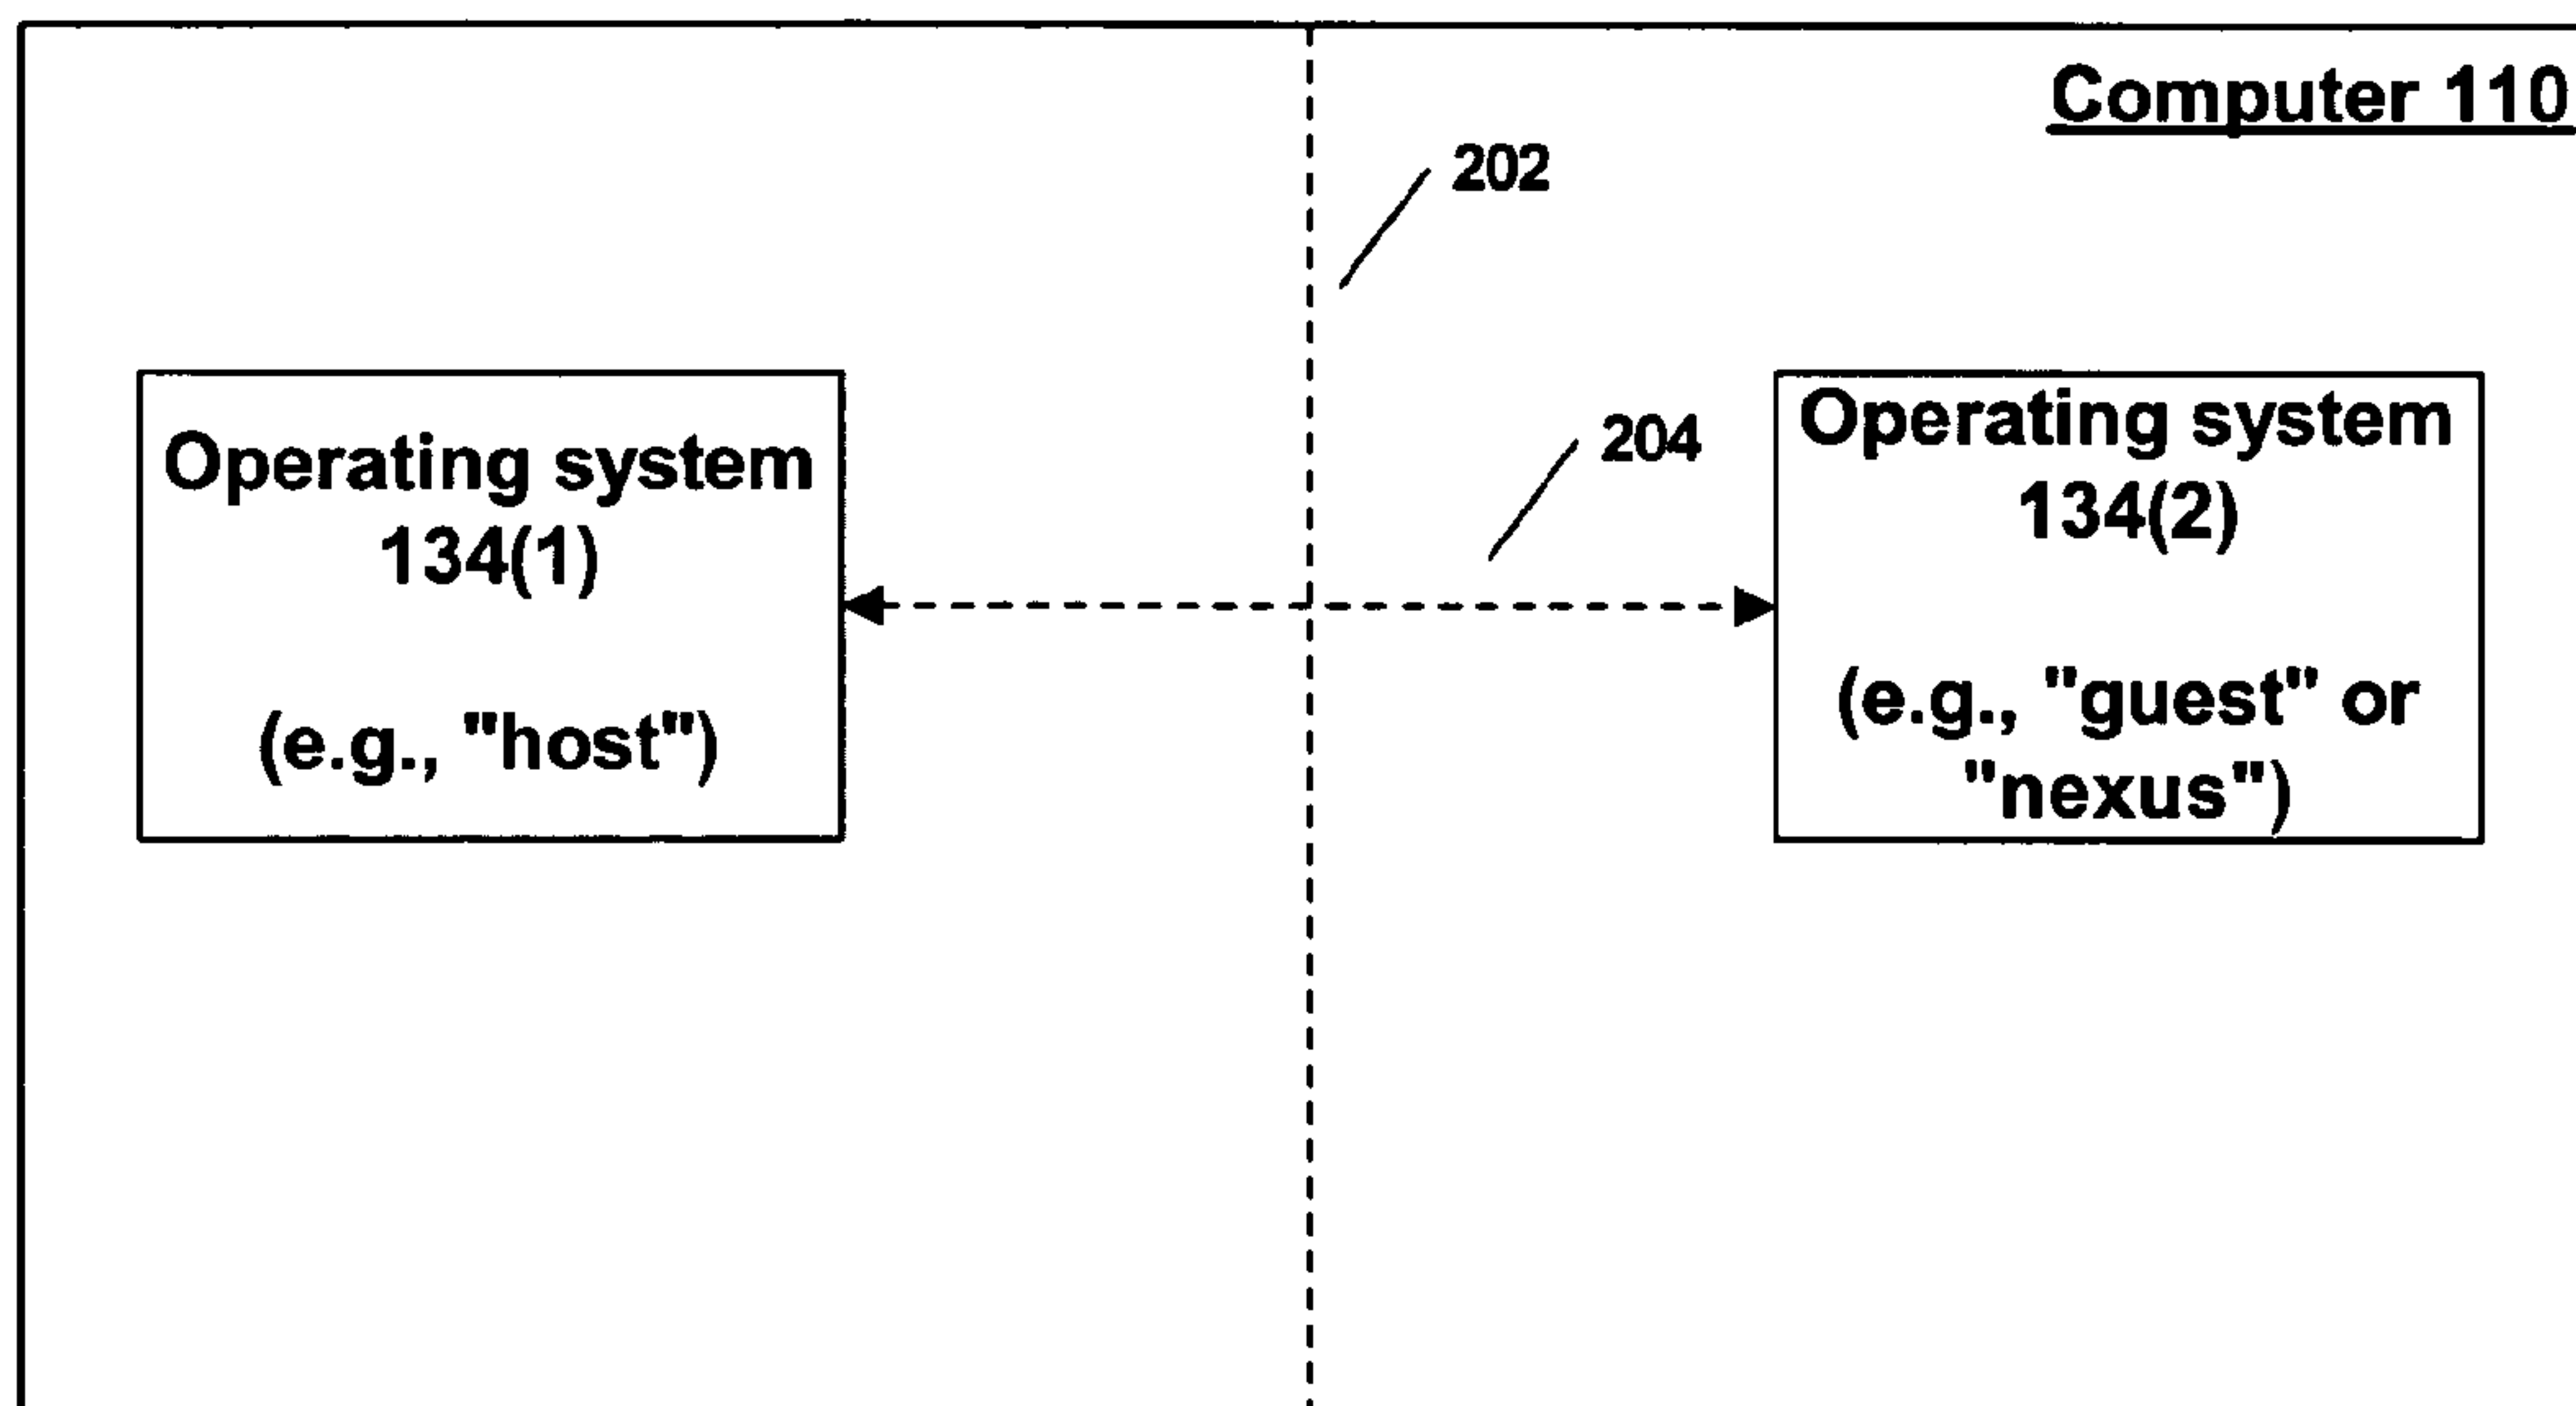 Computer 110
202
204
Operating system
134(1)
(e.g., "host")
Operating system
134(2)
(e.g., "guest" or
"nexus")